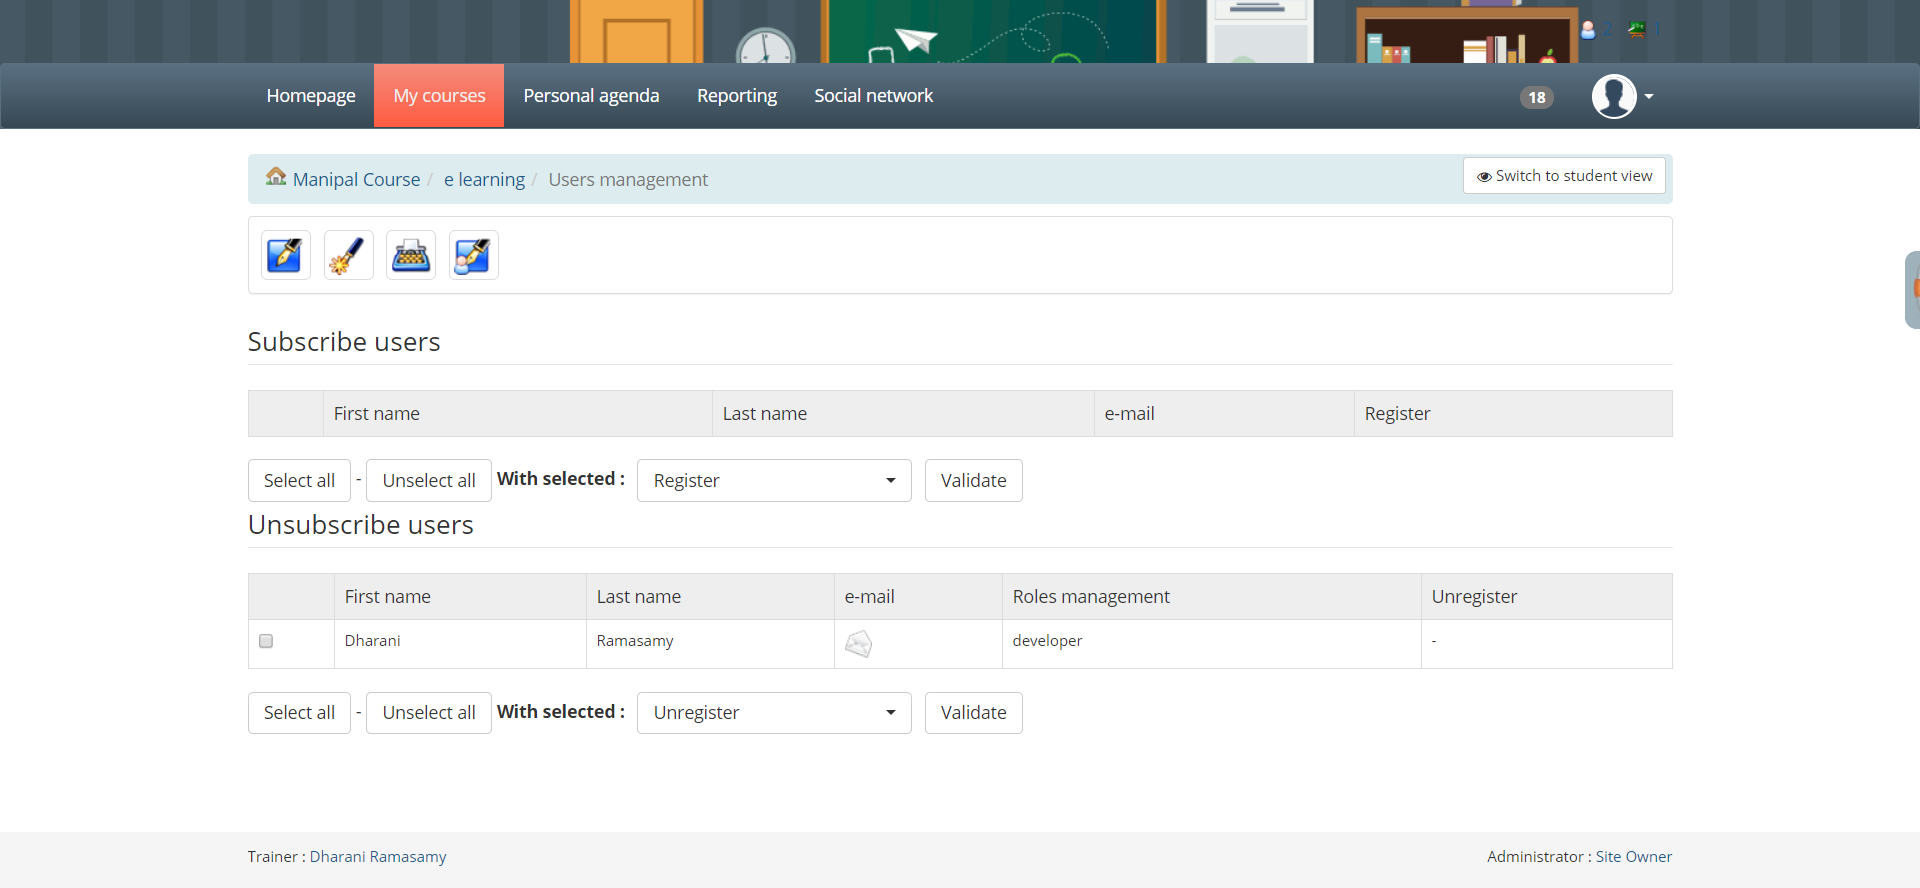 2 1
Homepage My courses Personal agenda Reporting Social network 18
Manipal Course / e learning / Users management Switch to student view
Subscribe users
First name Last name e-mail Register
Select all - Unselect all With selected : Register Validate
Unsubscribe users
First name Last name e-mail Roles management Unregister
Dharani Ramasamy developer -
Select all - Unselect all With selected : Unregister Validate
Trainer : Dharani Ramasamy Administrator : Site Owner